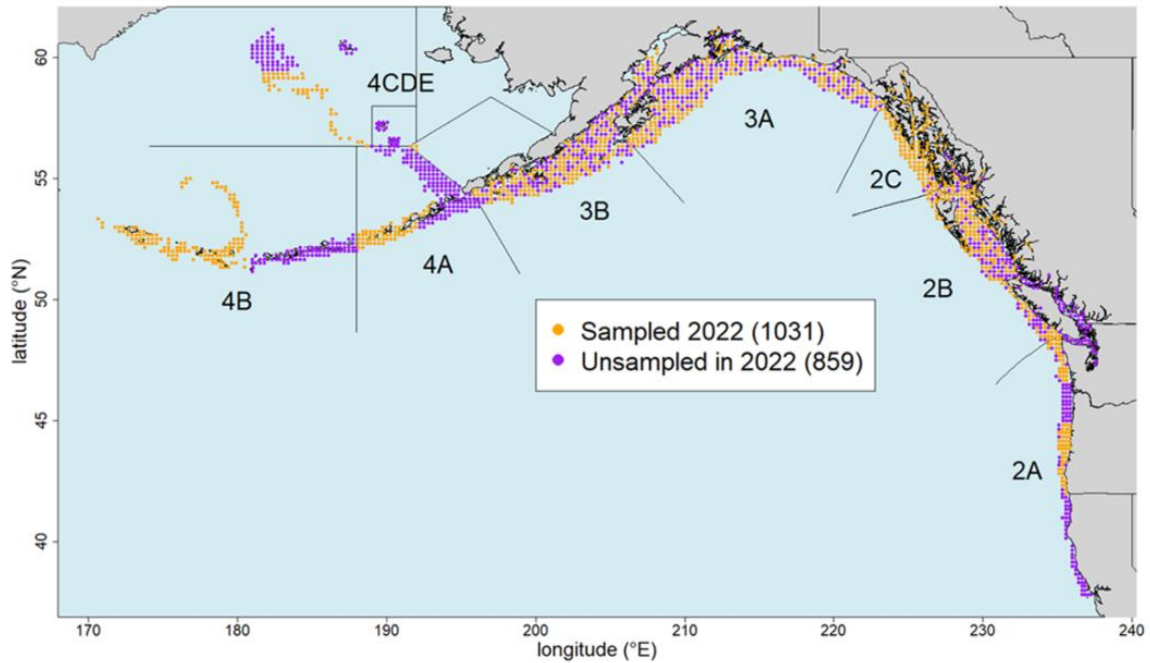 60
55
50
45
40
latitude (°N)
4CDE
3A
2C
3B
4A
2B
4B
Sampled 2022 (1031)
Unsampled in 2022 (859)
2A
170
180
190
200
210
220
230
240
longitude (°E)